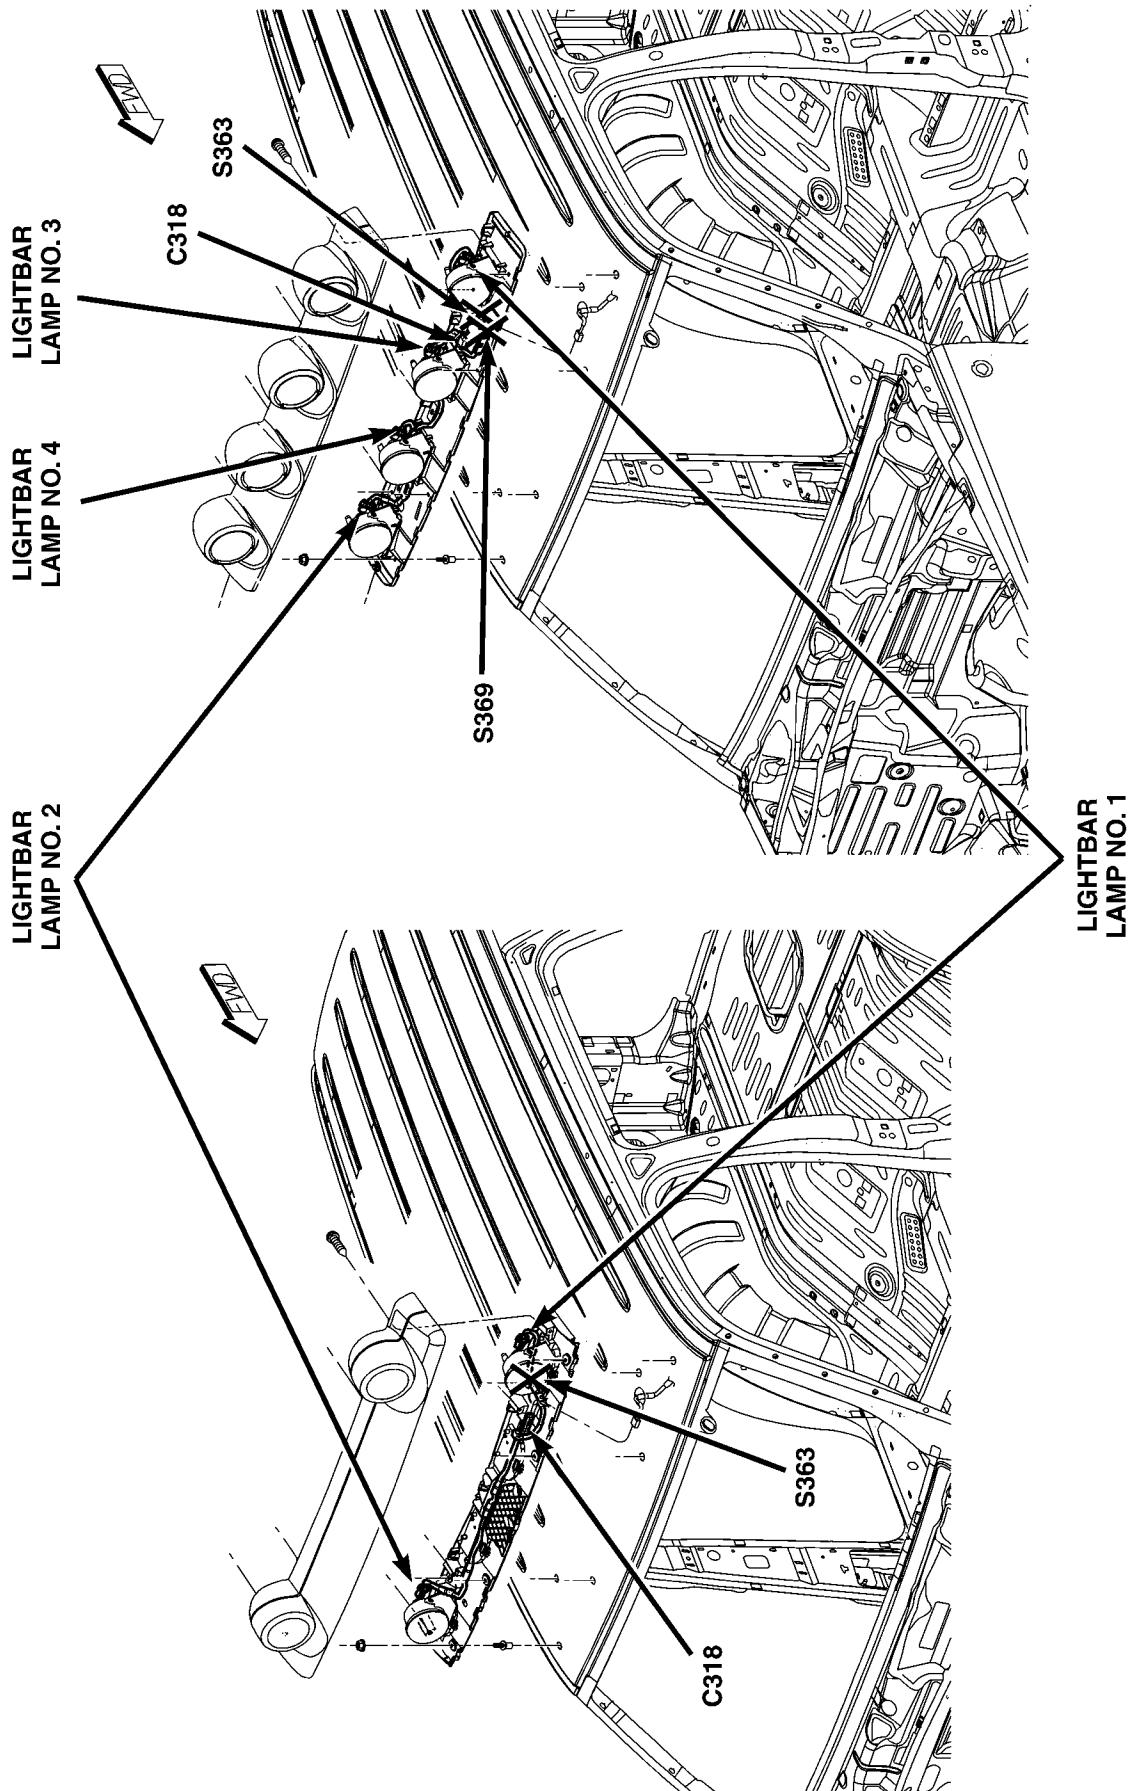 LIGHTBAR
LAMP NO. 2
LIGHTBAR
LAMP NO. 4
LIGHTBAR
LAMP NO. 3
FWD
C318
S363
FWD
S369
C318
S363
LIGHTBAR
LAMP NO. 1